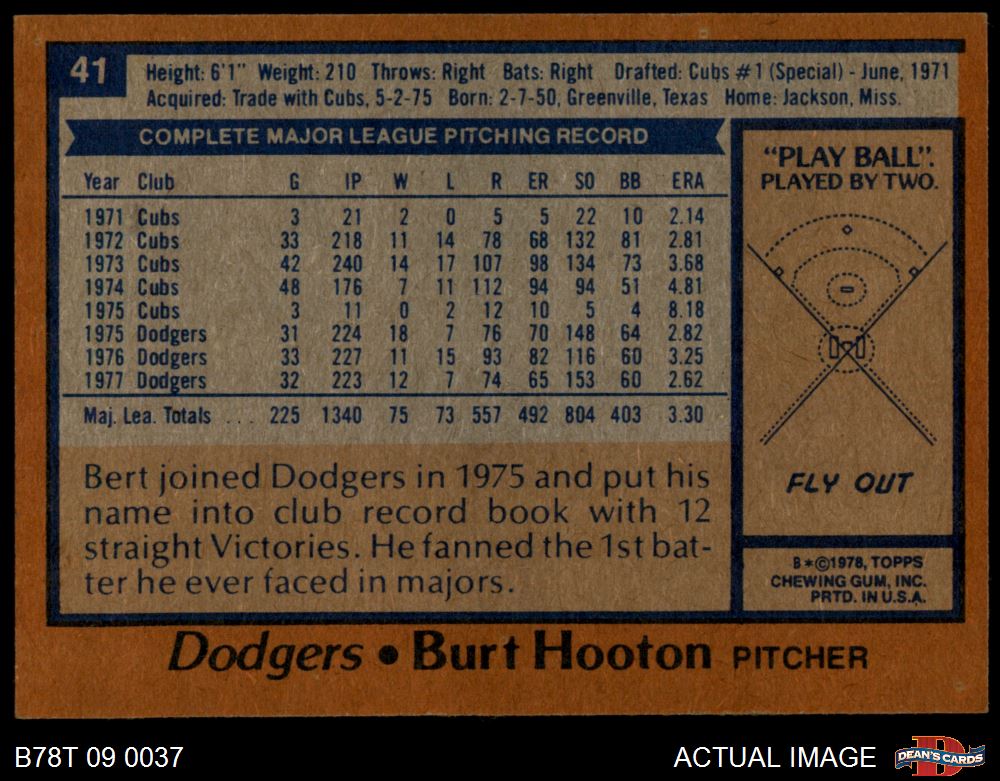 41
Height: 6'1" Weight: 210 Throws: Right Bats: Right Drafted: Cubs #1 (Special) - June, 1971
Acquired: Trade with Cubs, 5-2-75 Born: 2-7-50, Greenville, Texas Home: Jackson, Miss.
COMPLETE MAJOR LEAGUE PITCHING RECORD
Year Club G IP W L R ER SO BB ERA
1971 Cubs 3 21 2 0 5 5 22 10 2.14
1972 Cubs 33 218 11 14 78 68 132 81 2.81
1973 Cubs 42 240 14 17 107 98 134 73 3.68
1974 Cubs 48 176 7 11 112 94 94 51 4.81
1975 Cubs 3 11 0 2 12 10 5 4 8.18
1975 Dodgers 31 224 18 7 76 70 148 64 2.82
1976 Dodgers 33 227 11 15 93 82 116 60 3.25
1977 Dodgers 32 223 12 7 74 65 153 60 2.62
Maj. Lea. Totals ... 225 1340 75 73 557 492 804 403 3.30
Bert joined Dodgers in 1975 and put his
name into club record book with 12
straight Victories. He fanned the 1st bat-
ter he ever faced in majors.
"PLAY BALL".
PLAYED BY TWO.
FLY OUT
B*©1978, TOPPS
CHEWING GUM, INC.
PRTD. IN U.S.A.
Dodgers • Burt Hooton PITCHER
B78T 09 0037
ACTUAL IMAGE
D
DEAN'S CARDS